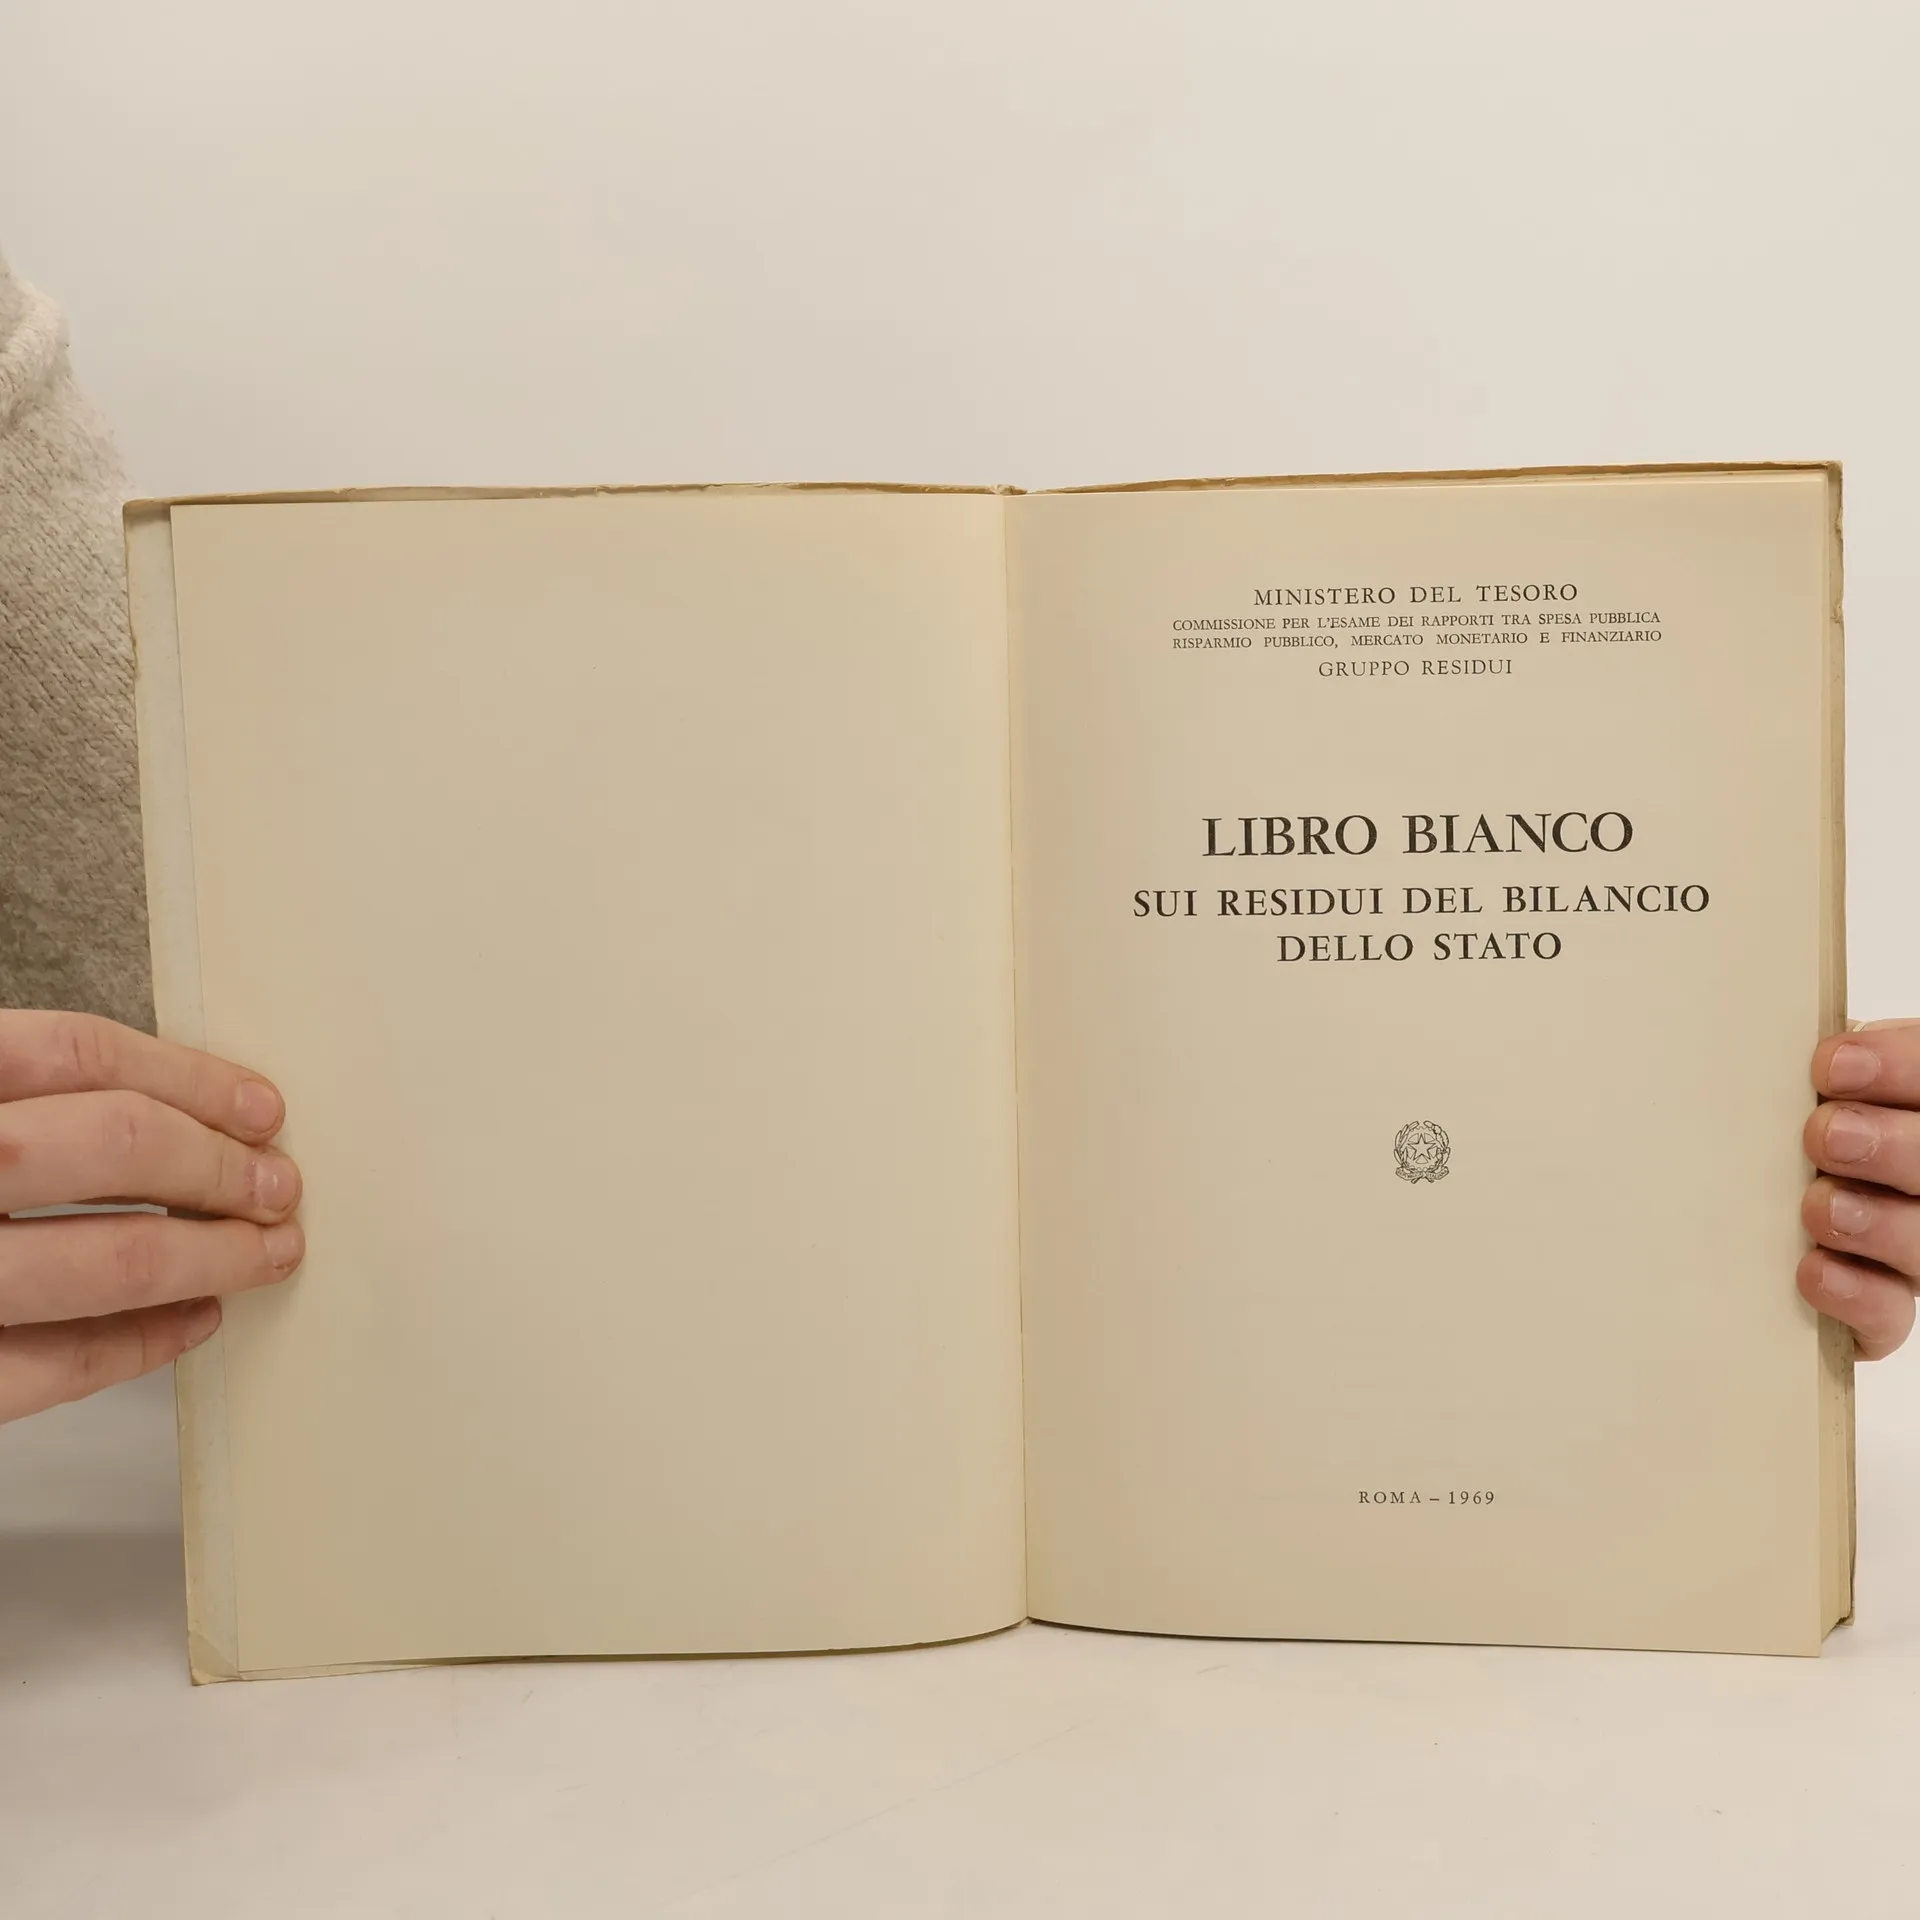 MINISTERO DEL TESORO
COMMISSIONE PER L'ESAME DEI RAPPORTI TRA SPESA PUBBLICA
RISPARMIO PUBBLICO, MERCATO MONETARIO E FINANZIARIO
GRUPPO RESIDUI
LIBRO BIANCO
SUI RESIDUI DEL BILANCIO
DELLO STATO
ROMA – 1969